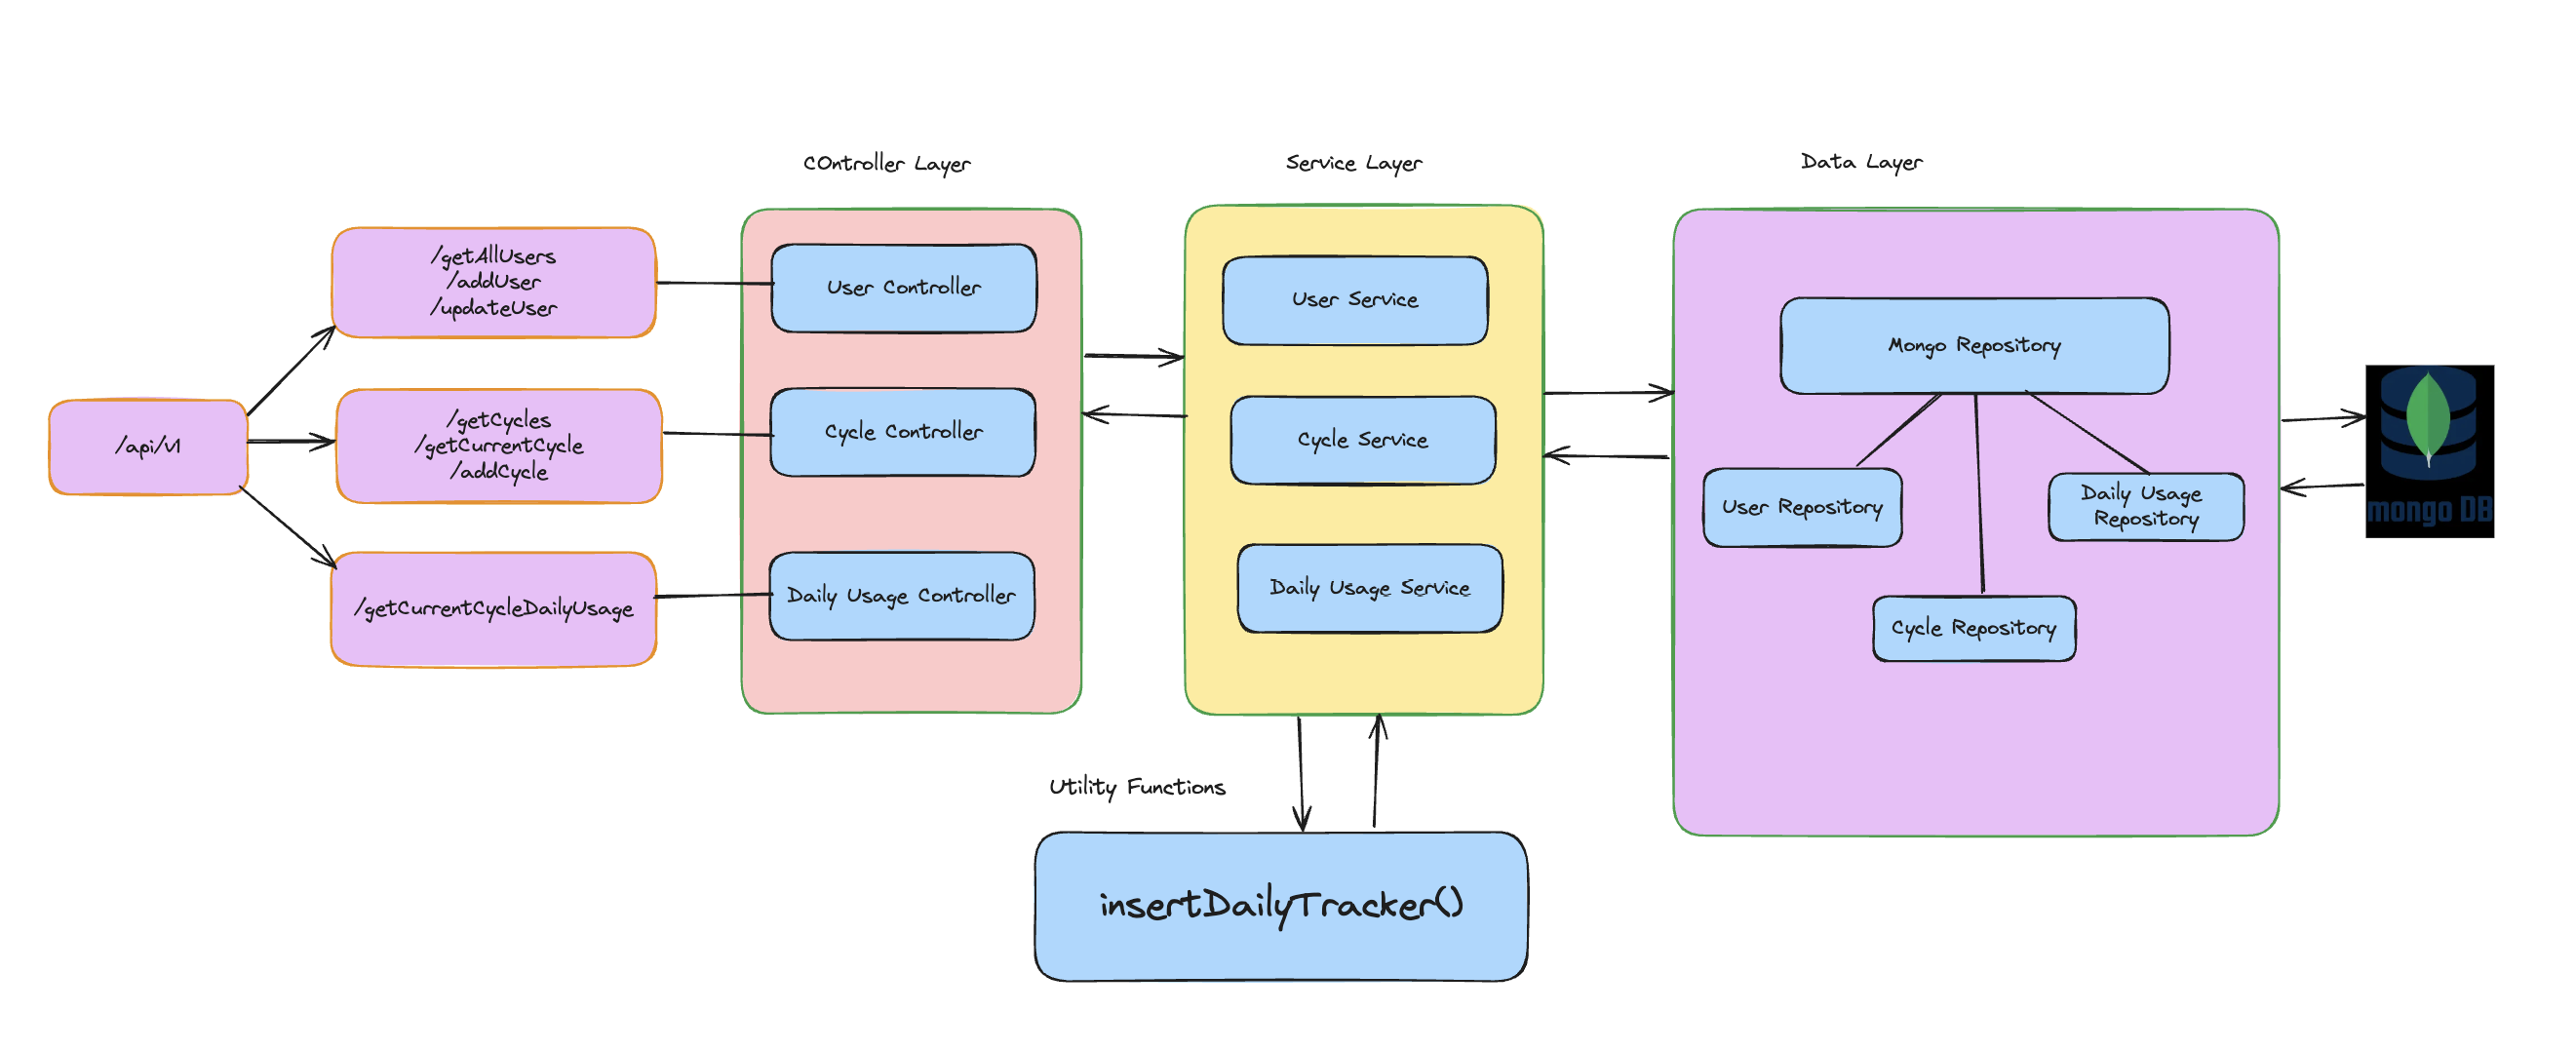 COntroller Layer
Service Layer
Data Layer
/api/v1
/getAllUsers
/addUser
/updateUser
/getCycles
/getCurrentCycle
/addCycle
/getCurrentCycleDailyUsage
User Controller
Cycle Controller
Daily Usage Controller
User Service
Cycle Service
Daily Usage Service
Mongo Repository
User Repository
Daily Usage
Repository
Cycle Repository
mongo DB
Utility Functions
insertDailyTracker()